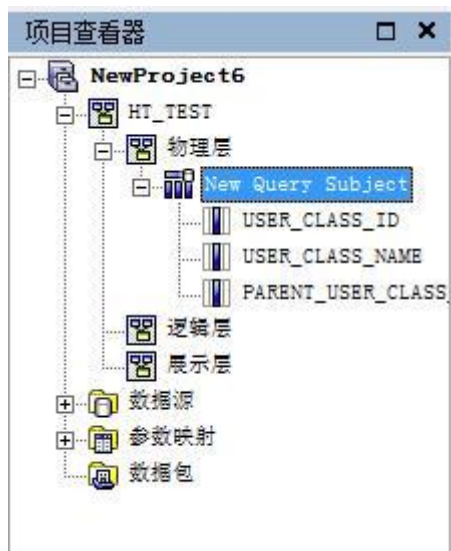 项目查看器
NewProject6
HT_TEST
物理层
New Query Subject
USER_CLASS_ID
USER_CLASS_NAME
PARENT_USER_CLASS_
逻辑层
展示层
数据源
参数映射
数据包